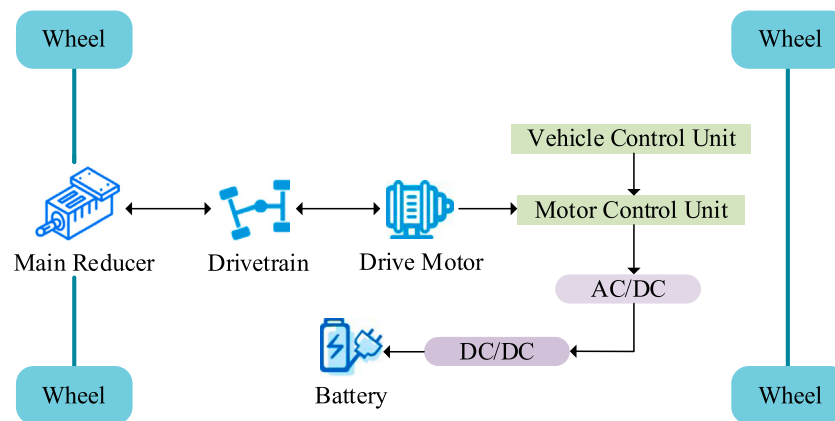 Wheel
Wheel
Vehicle Control Unit
Motor Control Unit
Main Reducer
Drivetrain
Drive Motor
AC/DC
DC/DC
Battery
Wheel
Wheel